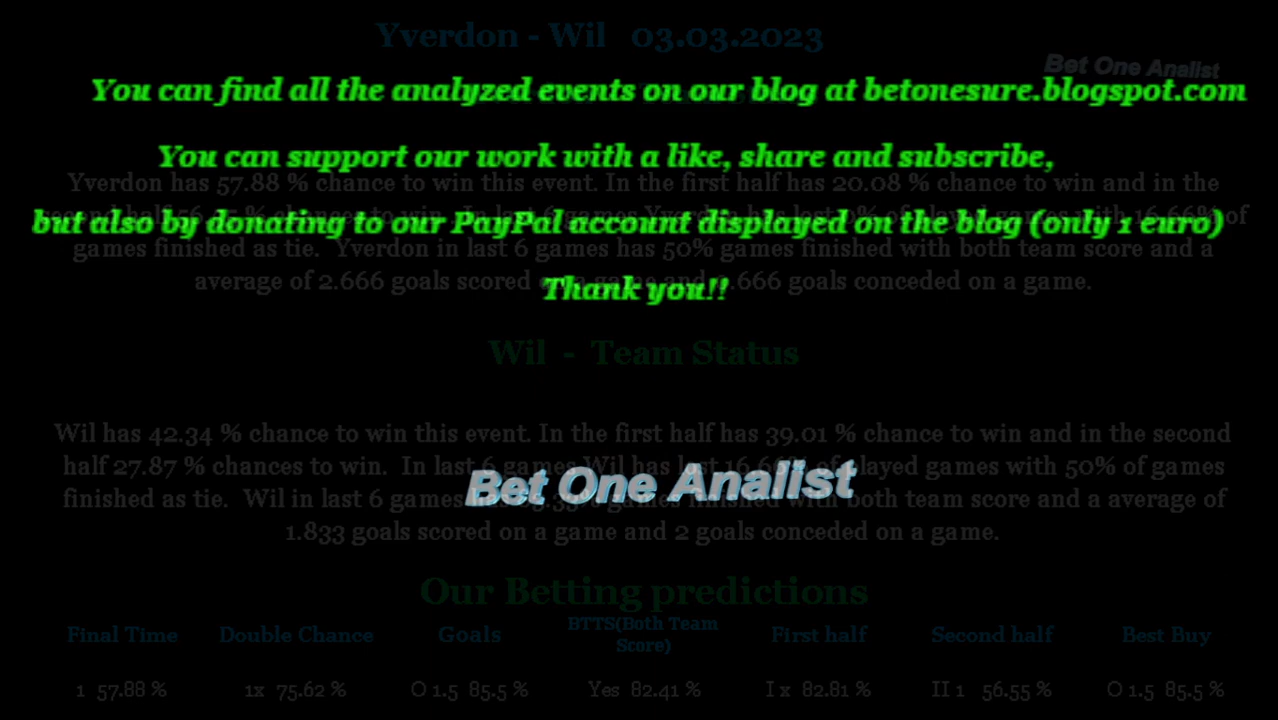 Yverdon - Wil 03.03.2023
Bet One Analist
You can find all the analyzed events on our blog at betonesure.blogspot.com
You can support our work with a like, share and subscribe,
Yverdon has 57.88 % chance to win this event. In the first half has 20.08 % chance to win and in the
but also by donating to our PayPal account displayed on the blog (only 1 euro)
games finished as tie. Yverdon in last 6 games has 50% games finished with both team score and a
average of 2.666 goals scored on a game and .666 goals conceded on a game.
Thank you!!
Wil - Team Status
Wil has 42.34 % chance to win this event. In the first half has 39.01 % chance to win and in the second
half 27.87 % chances to win. In last 6 games Wil has lost 16.66% of played games with 50% of games
Bet One Analist
finished as tie. Wil in last 6 games games finished with both team score and a average of
1.833 goals scored on a game and 2 goals conceded on a game.
Our Betting predictions
Final Time Double Chance Goals BTTS(Both Team Score) First half Second half Best Buy
1 57.88 % 1x 75.62 % O 1.5 85.5 % Yes 82.41 % I x 82.81 % II 1 56.55 % O 1.5 85.5 %